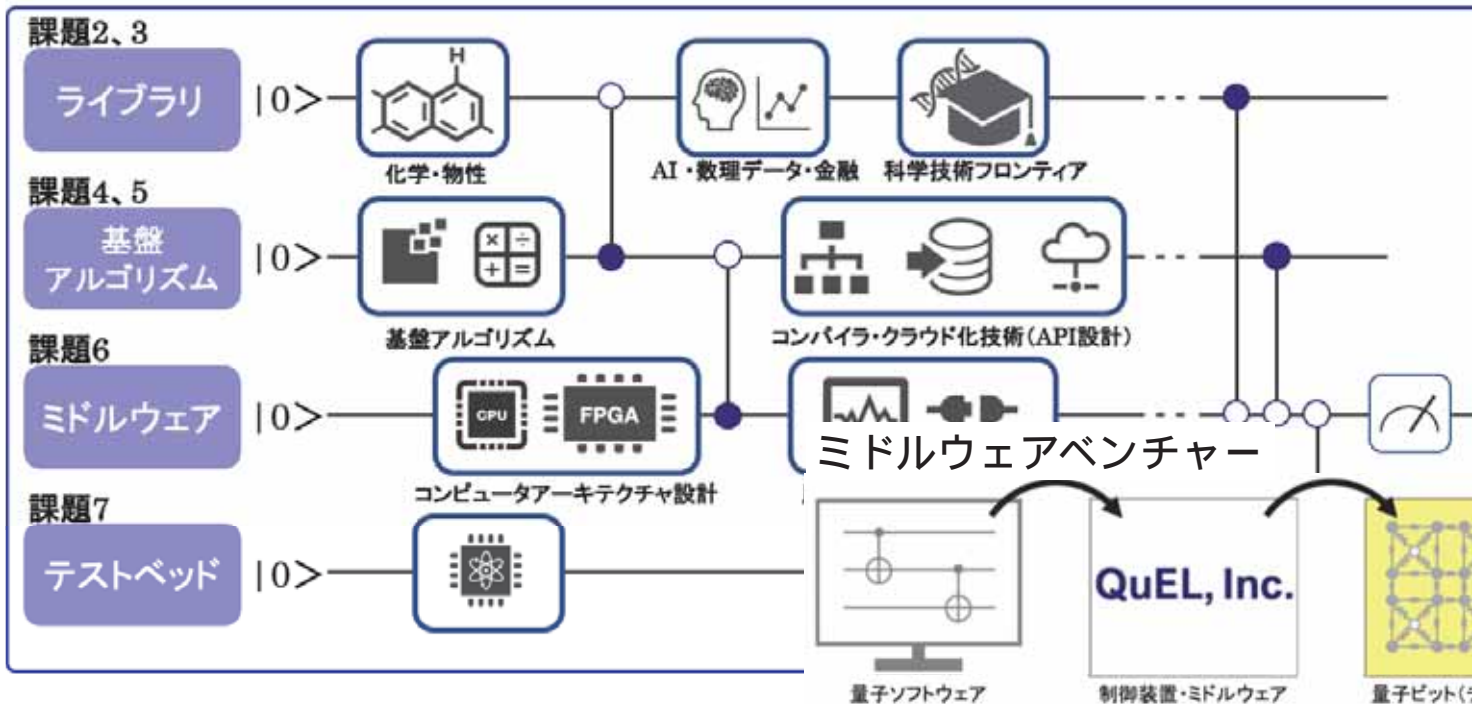 課題2、3
ライブラリ
|0>
H
化学・物性
AI・数理データ・金融
科学技術フロンティア
課題4、5
基盤
アルゴリズム
|0>
×÷
+=
基盤アルゴリズム
コンパイラ・クラウド化技術(API設計)
課題6
ミドルウェア
|0>
CPU
FPGA
コンピュータアーキテクチャ設計
ミドルウェアベンチャー
課題7
テストベッド
|0>
QuEL, Inc.
量子ソフトウェア
制御装置・ミドルウェア
量子ビット(